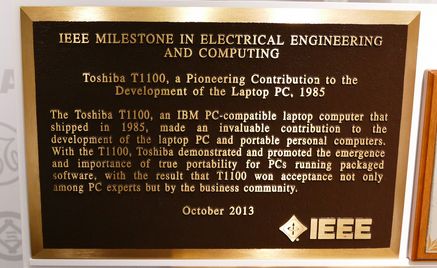 IEEE MILESTONE IN ELECTRICAL ENGINEERING
AND COMPUTING
Toshiba T1100, a Pioneering Contribution to the
Development of the Laptop PC, 1985
The Toshiba T1100, an IBM PC-compatible laptop computer that
shipped in 1985, made an invaluable contribution to the
development of the laptop PC and portable personal computers.
With the T1100, Toshiba demonstrated and promoted the emergence
and importance of true portability for PCs running packaged
software, with the result that T1100 won acceptance not only
among PC experts but by the business community.
October 2013
IEEE